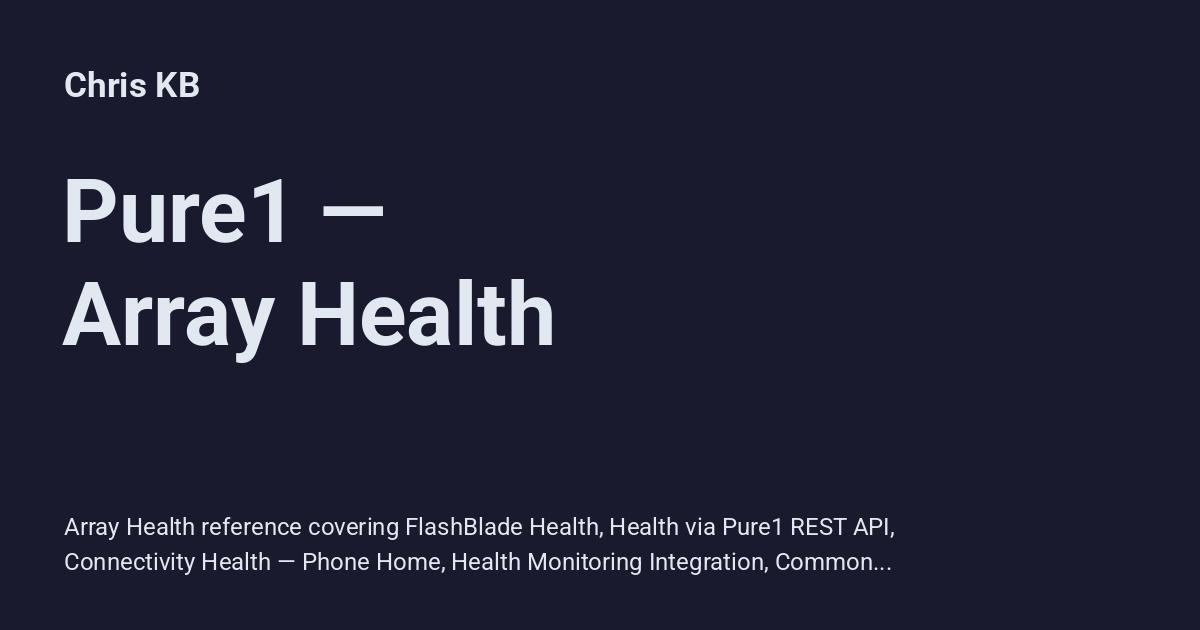 Chris KB
Pure1 —
Array Health
Array Health reference covering FlashBlade Health, Health via Pure1 REST API,
Connectivity Health — Phone Home, Health Monitoring Integration, Common...